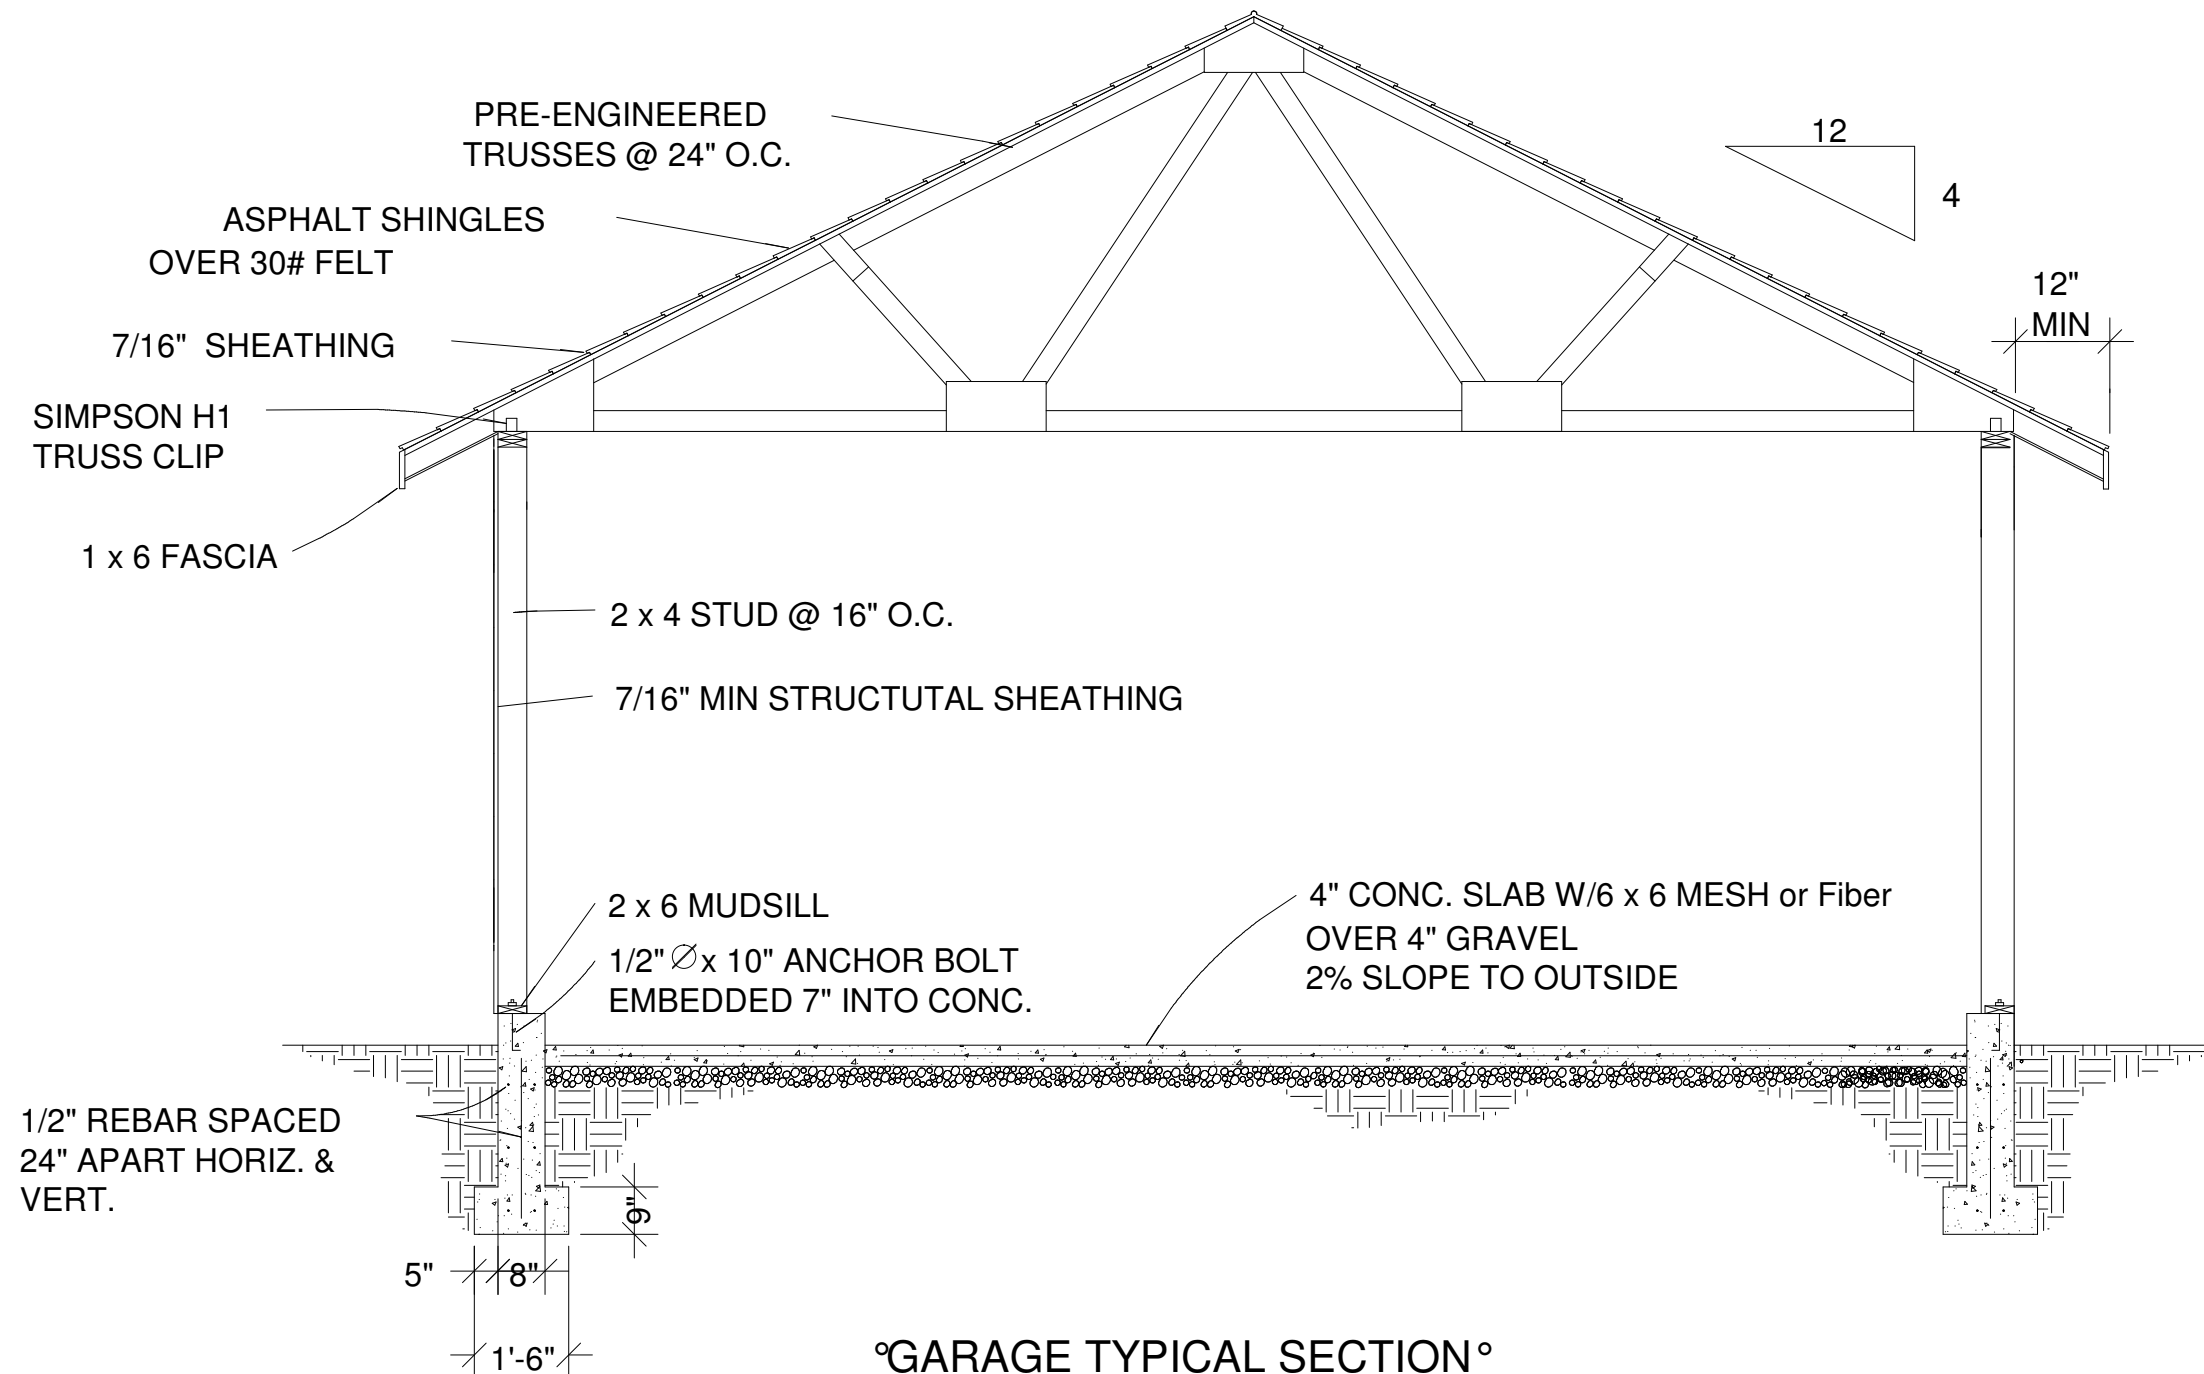 PRE-ENGINEERED
TRUSSES @ 24" O.C.
12
4
ASPHALT SHINGLES
OVER 30# FELT
12"
MIN
7/16" SHEATHING
SIMPSON H1
TRUSS CLIP
1 x 6 FASCIA
2 x 4 STUD @ 16" O.C.
7/16" MIN STRUCTUTAL SHEATHING
2 x 6 MUDSILL
1/2" ∅ x 10" ANCHOR BOLT
EMBEDDED 7" INTO CONC.
4" CONC. SLAB W/6 x 6 MESH or Fiber
OVER 4" GRAVEL
2% SLOPE TO OUTSIDE
1/2" REBAR SPACED
24" APART HORIZ. &
VERT.
9"
5"
8"
1'-6"
°GARAGE TYPICAL SECTION°